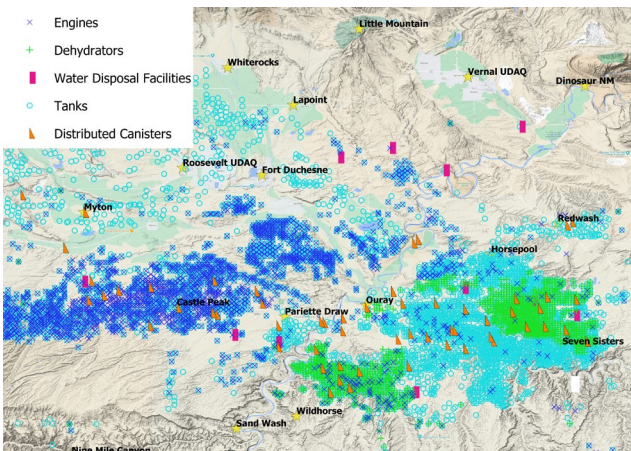 Engines
Dehydrators
Water Disposal Facilities
Tanks
Distributed Canisters
Little Mountain
Whiterocks
Vernal UDAQ
Dinosaur NM
Lapoint
Roosevelt UDAQ
Fort Duchesne
Myton
Redwash
Horsepool
Castle Peak
Ouray
Pariette Draw
Seven Sisters
Wildhorse
Sand Wash
Nine Mile Canyon